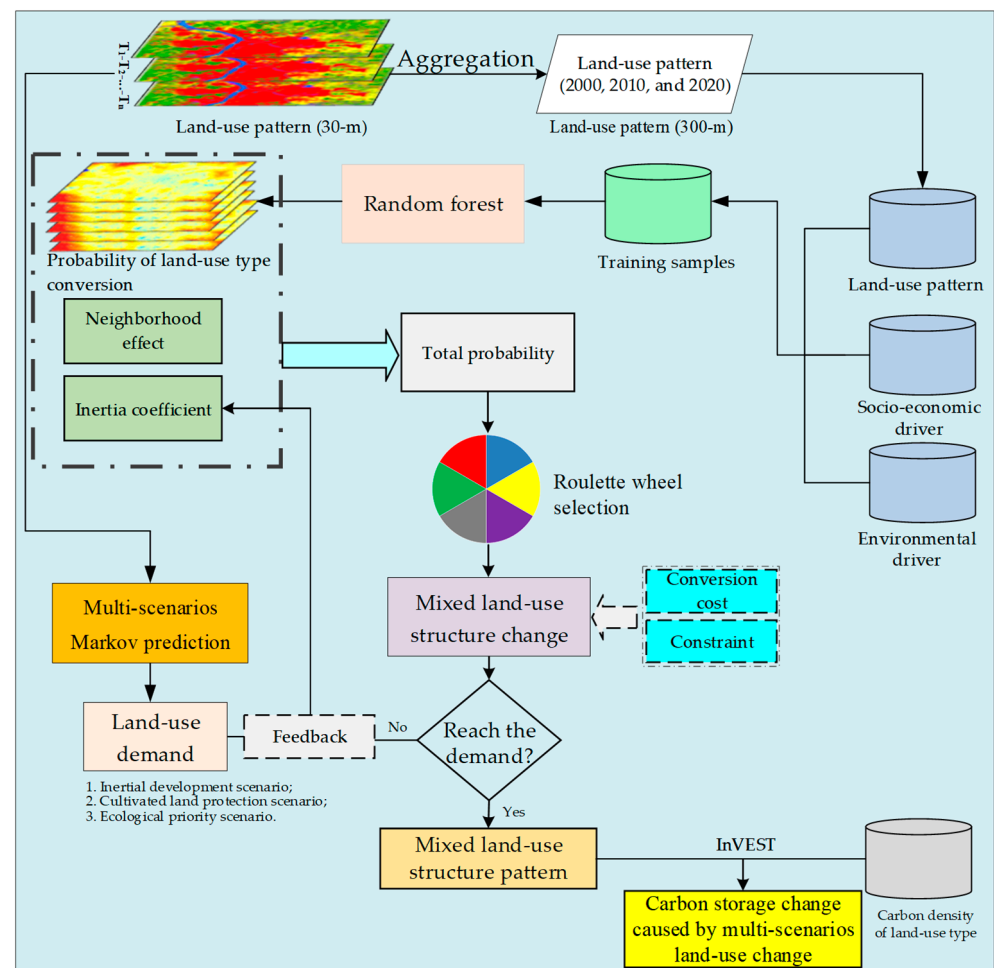 T₁-T₂-...-Tₙ
Aggregation
Land-use pattern
(2000, 2010, and 2020)
Land-use pattern (30-m)
Land-use pattern (300-m)
Random forest
Training samples
Land-use pattern
Probability of land-use type
conversion
Neighborhood
effect
Inertia coefficient
Total probability
Socio-economic
driver
Roulette wheel
selection
Environmental
driver
Multi-scenarios
Markov prediction
Mixed land-use
structure change
Conversion
cost
Constraint
Land-use
demand
Feedback
No
Reach the
demand?
1. Inertial development scenario;
2. Cultivated land protection scenario;
3. Ecological priority scenario.
Yes
Mixed land-use
structure pattern
InVEST
Carbon storage change
caused by multi-scenarios
land-use change
Carbon density
of land-use type